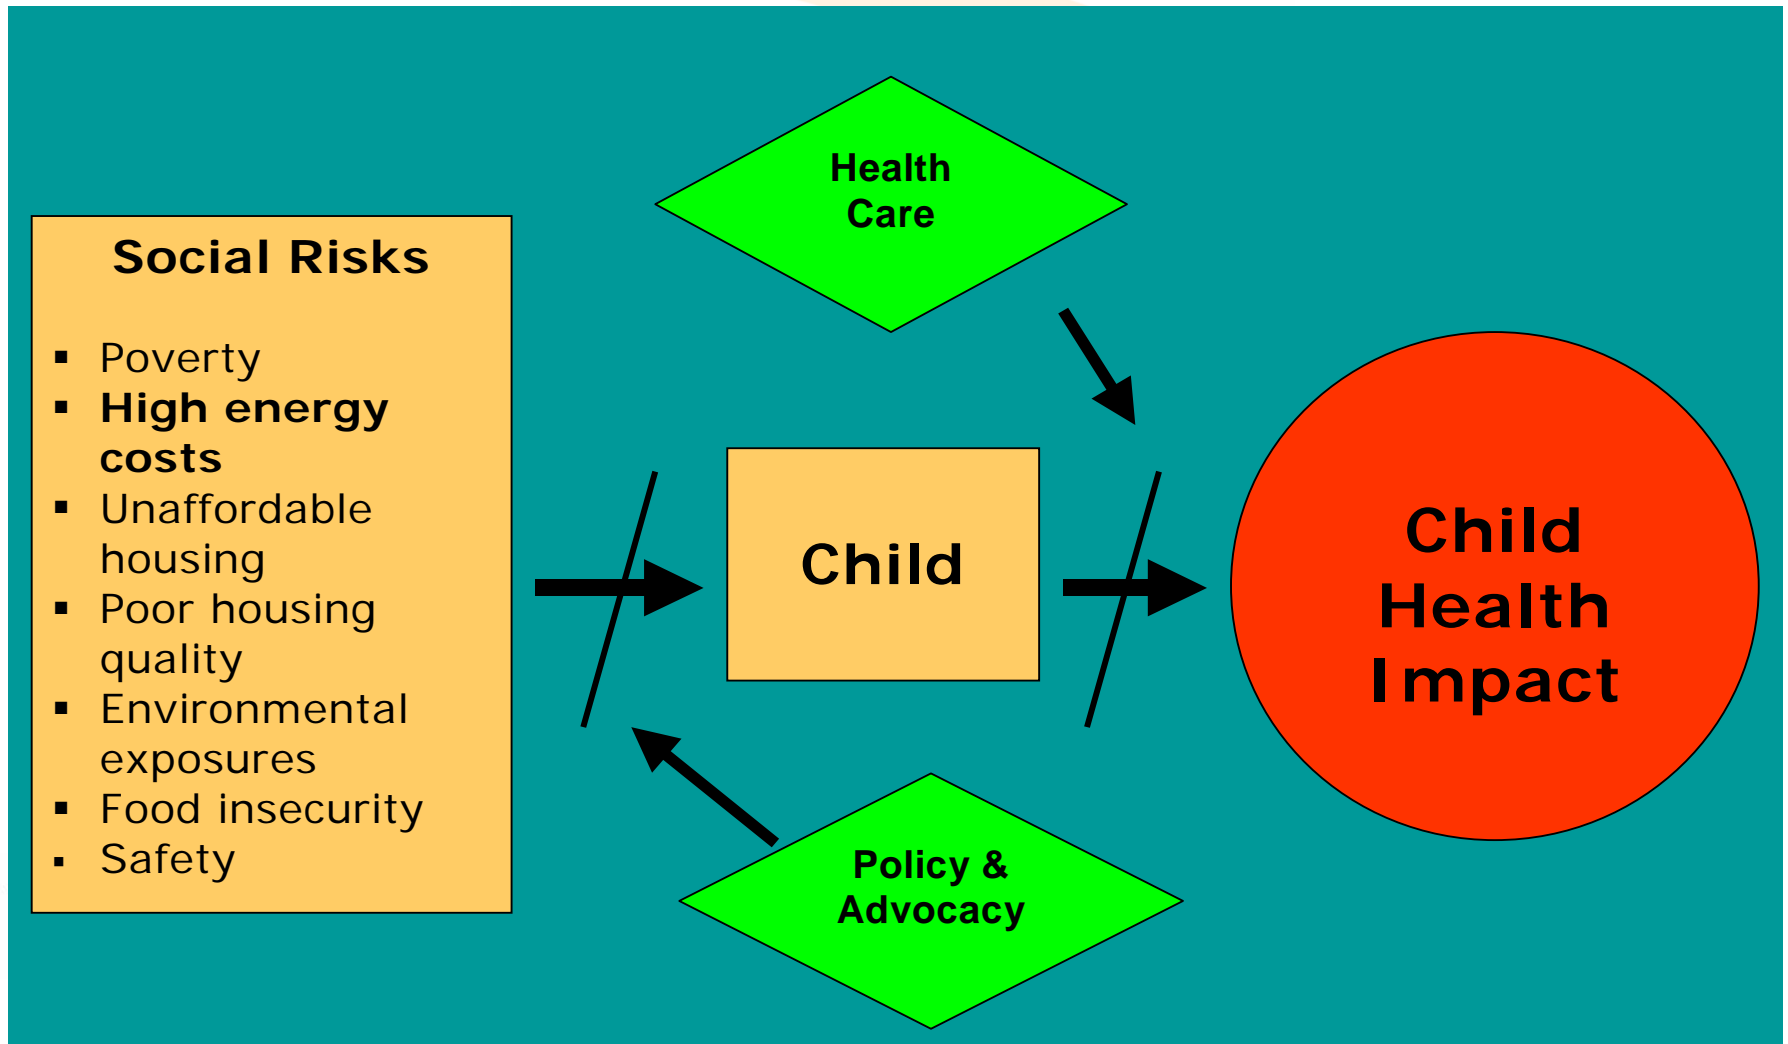 Health
Care
Social Risks
▪ Poverty
▪ High energy
costs
▪ Unaffordable
housing
▪ Poor housing
quality
▪ Environmental
exposures
▪ Food insecurity
▪ Safety
Child
Child
Health
Impact
Policy &
Advocacy